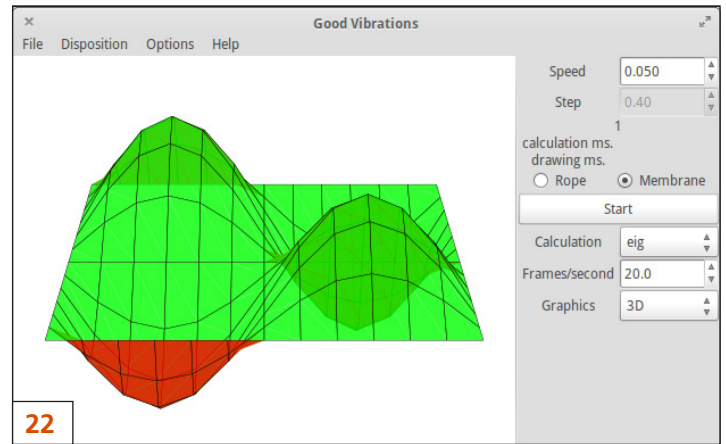 Good Vibrations
File Disposition Options Help
Speed 0.050
Step 0.40
1
calculation ms.
drawing ms.
Rope Membrane
Start
Calculation eig
Frames/second 20.0
Graphics 3D
22